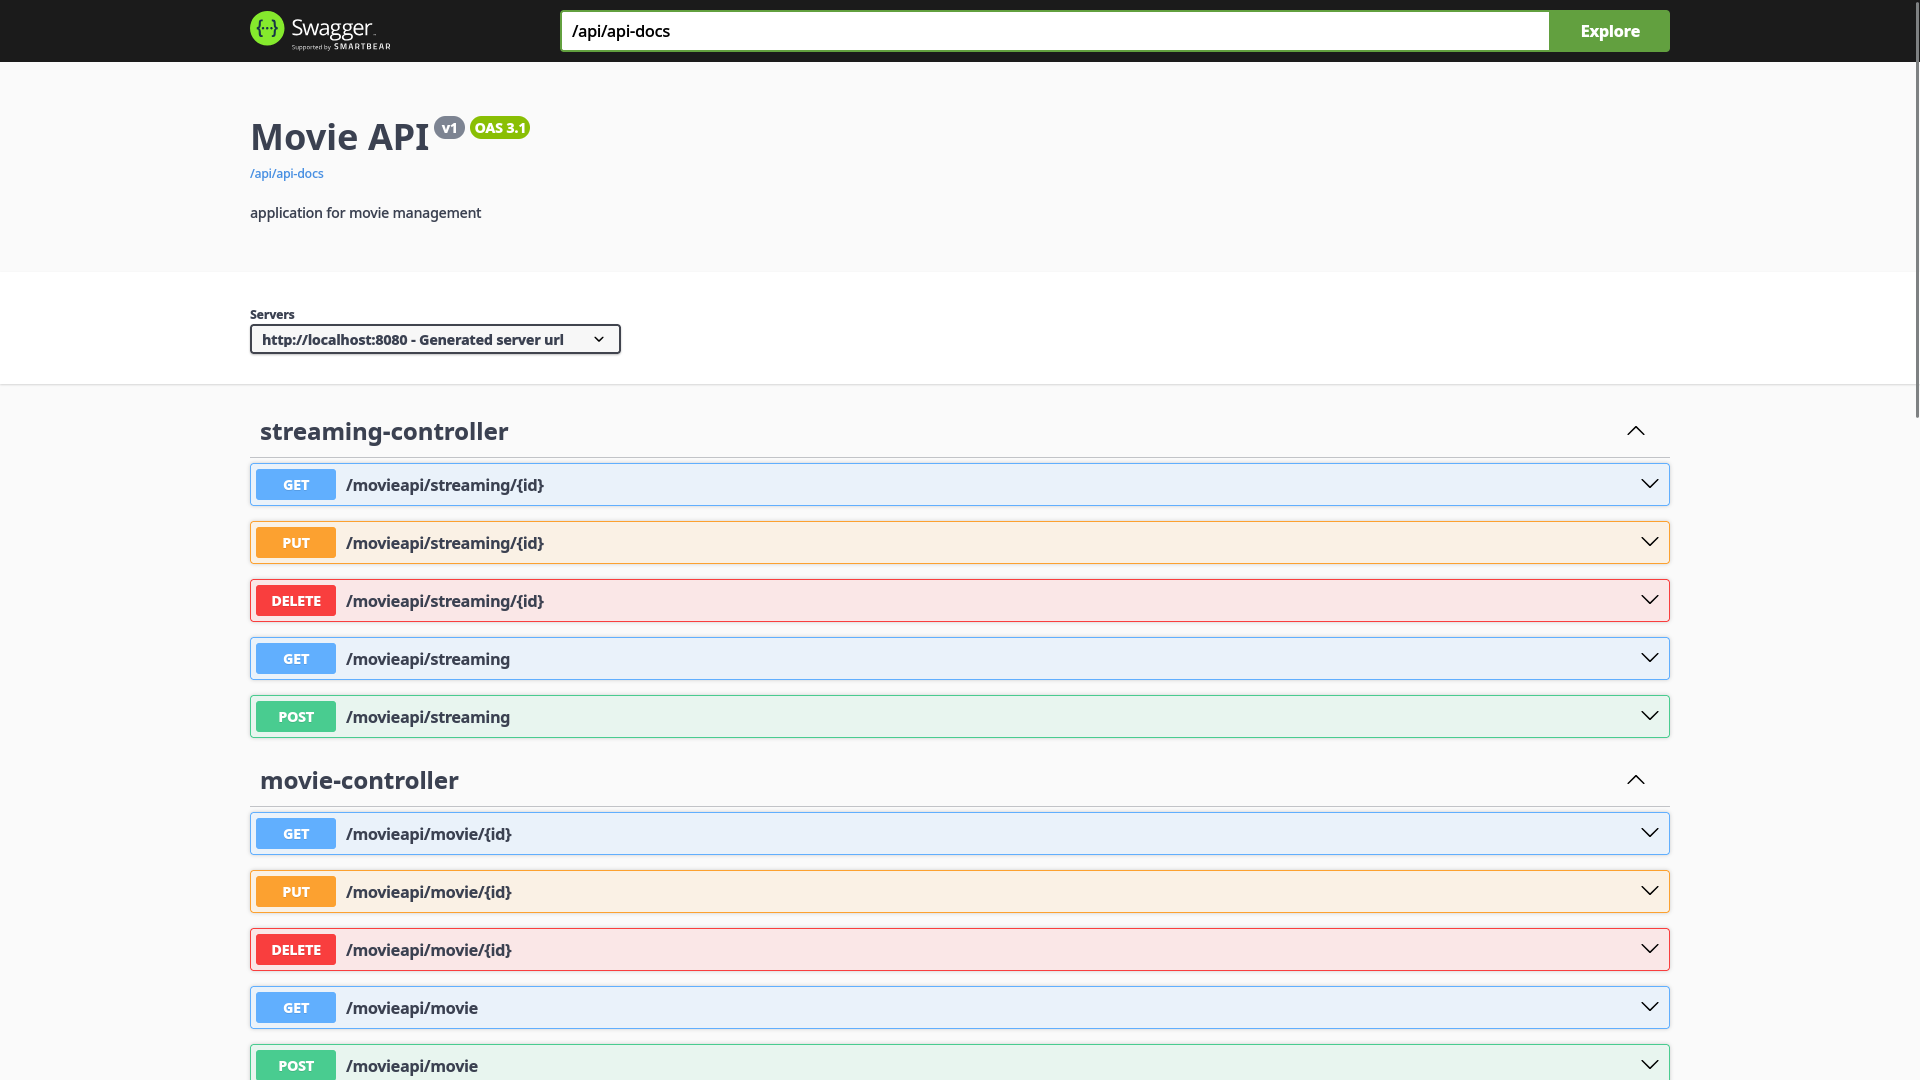 Swagger
Supported by SMARTBEAR
/api/api-docs
Explore
Movie API v1 OAS 3.1
/api/api-docs
application for movie management
Servers
http://localhost:8080 - Generated server url
streaming-controller
GET /movieapi/streaming/{id}
PUT /movieapi/streaming/{id}
DELETE /movieapi/streaming/{id}
GET /movieapi/streaming
POST /movieapi/streaming
movie-controller
GET /movieapi/movie/{id}
PUT /movieapi/movie/{id}
DELETE /movieapi/movie/{id}
GET /movieapi/movie
POST /movieapi/movie